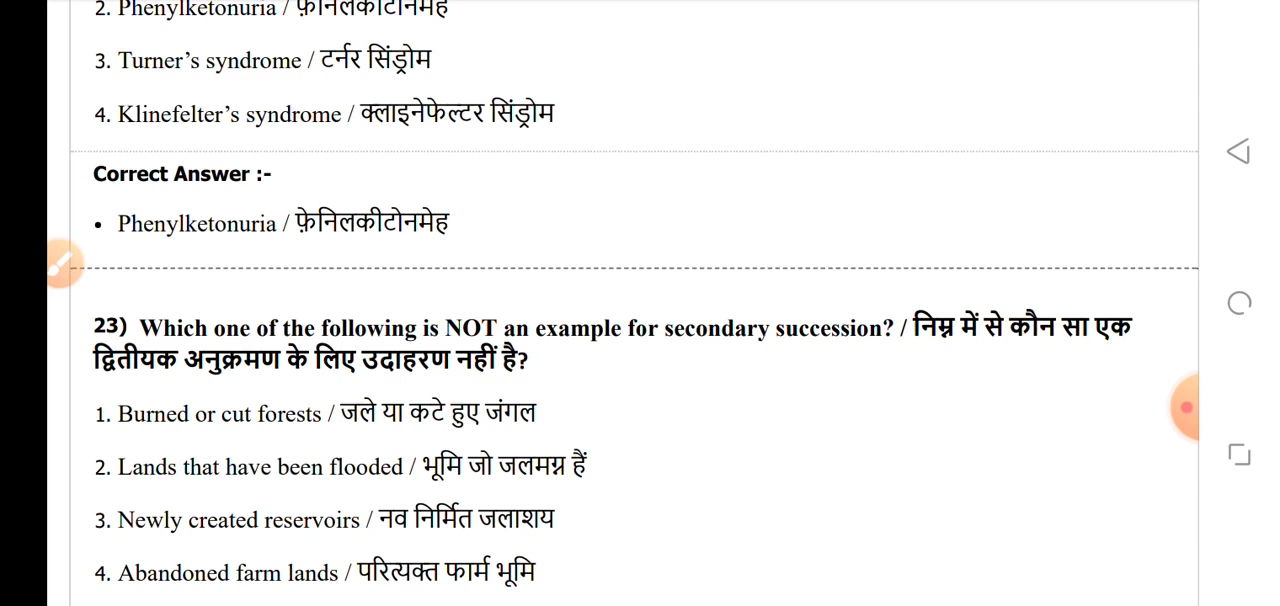 2. Phenylketonuria / फ़ेनिलकीटोनमेह
3. Turner’s syndrome / टर्नर सिंड्रोम
4. Klinefelter’s syndrome / क्लाइनेफेल्टर सिंड्रोम
Correct Answer :-
• Phenylketonuria / फ़ेनिलकीटोनमेह
23) Which one of the following is NOT an example for secondary succession? / निम्न में से कौन सा एक
द्वितीयक अनुक्रमण के लिए उदाहरण नहीं है?
1. Burned or cut forests / जले या कटे हुए जंगल
2. Lands that have been flooded / भूमि जो जलमग्न हैं
3. Newly created reservoirs / नव निर्मित जलाशय
4. Abandoned farm lands / परित्यक्त फार्म भूमि